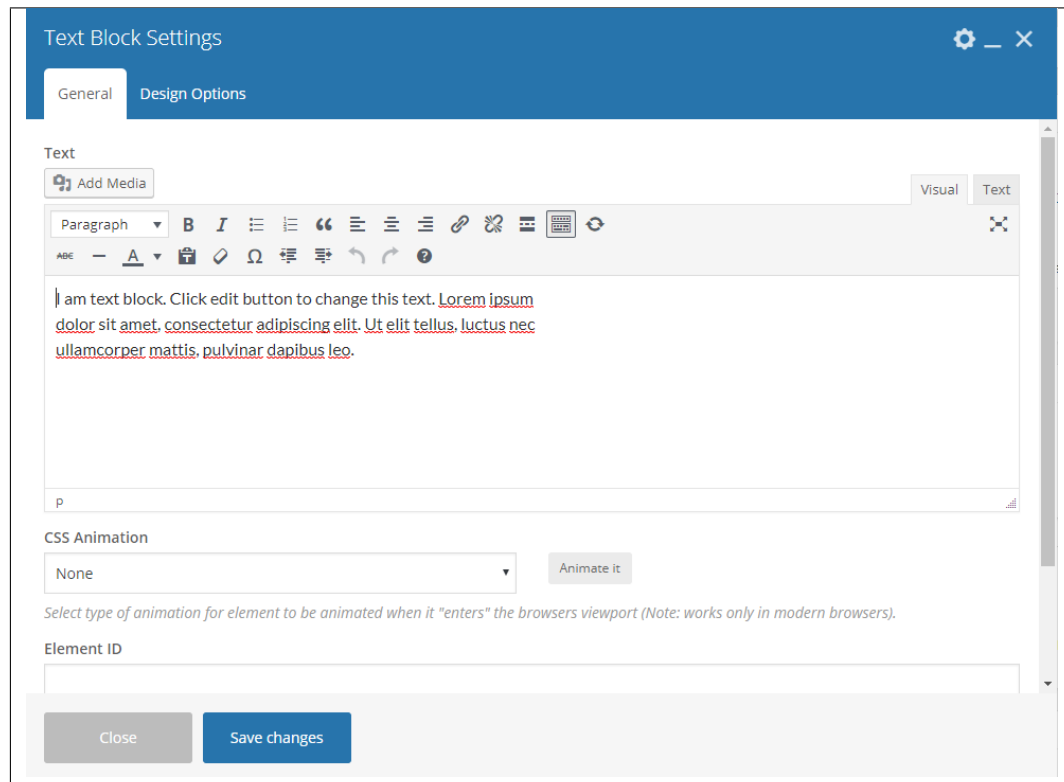 Text Block Settings
General Design Options
Text
Add Media
Visual Text
Paragraph B I
ABC A T Ω
I am text block. Click edit button to change this text. Lorem ipsum
dolor sit amet, consectetur adipiscing elit. Ut elit tellus, luctus nec
ullamcorper mattis, pulvinar dapibus leo.
p
CSS Animation
None Animate it
Select type of animation for element to be animated when it "enters" the browsers viewport (Note: works only in modern browsers).
Element ID
Close Save changes